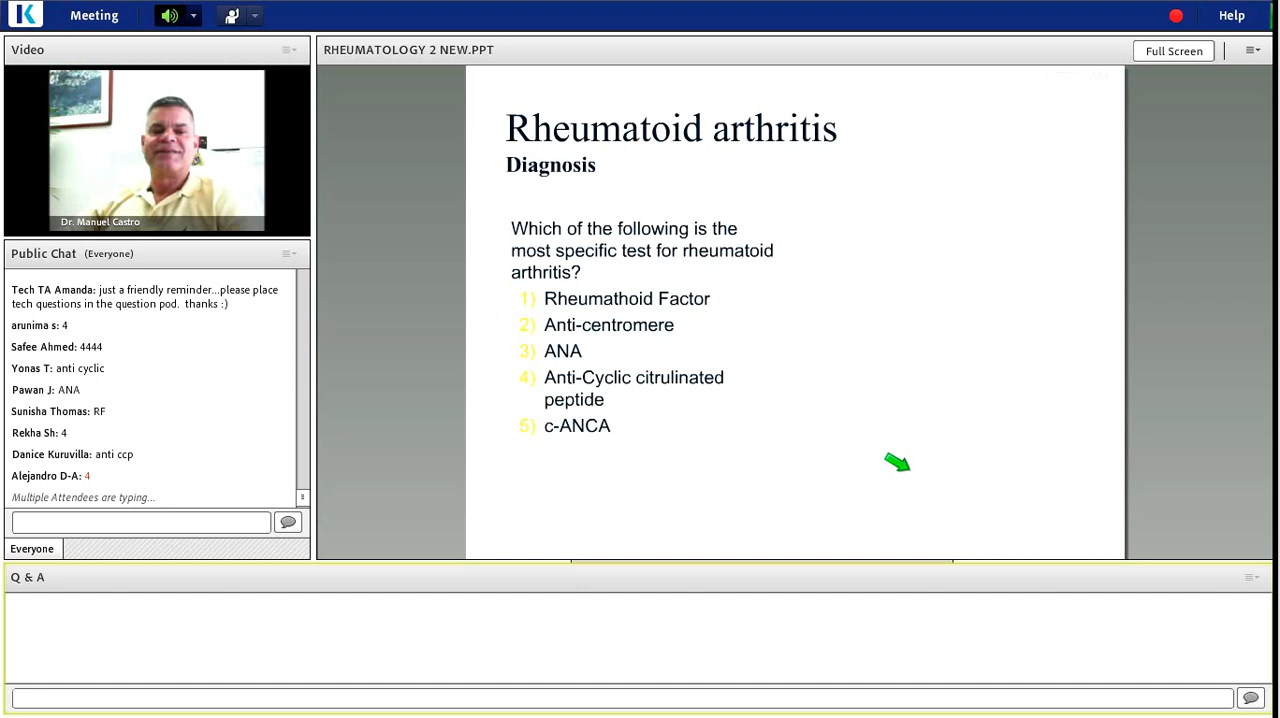 K
Meeting
Help
Video
Dr. Manuel Castro
Public Chat (Everyone)
Tech TA Amanda: just a friendly reminder...please place
tech questions in the question pod. thanks :)
arunima s: 4
Safee Ahmed: 4444
Yonas T: anti cyclic
Pawan J: ANA
Sunisha Thomas: RF
Rekha Sh: 4
Danice Kuruvilla: anti ccp
Alejandro D-A: 4
Multiple Attendees are typing...
Everyone
RHEUMATOLOGY 2 NEW.PPT
Full Screen
Rheumatoid arthritis
Diagnosis
Which of the following is the
most specific test for rheumatoid
arthritis?
1) Rheumathoid Factor
2) Anti-centromere
3) ANA
4) Anti-Cyclic citrulinated
peptide
5) c-ANCA
Q & A